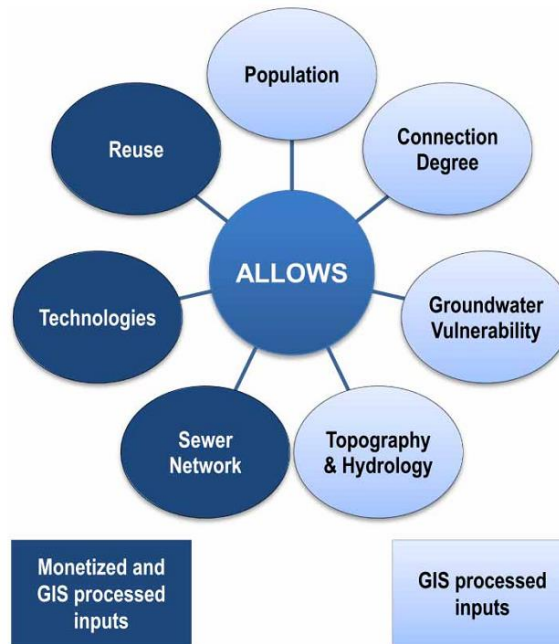 Population
Connection
Degree
Reuse
ALLOWS
Technologies
Groundwater
Vulnerability
Sewer
Network
Topography
& Hydrology
Monetized and
GIS processed
inputs
GIS processed
inputs